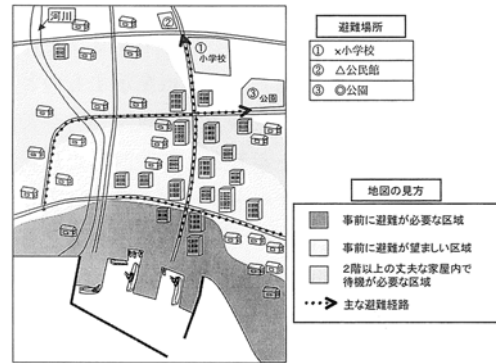 河川
②
①
小学校
③ 公園
避難場所
① ×小学校
② △公民館
③ ◎公園
地図の見方
事前に避難が必要な区域
事前に避難が望ましい区域
2階以上の丈夫な家屋内で
待機が必要な区域
主な避難経路